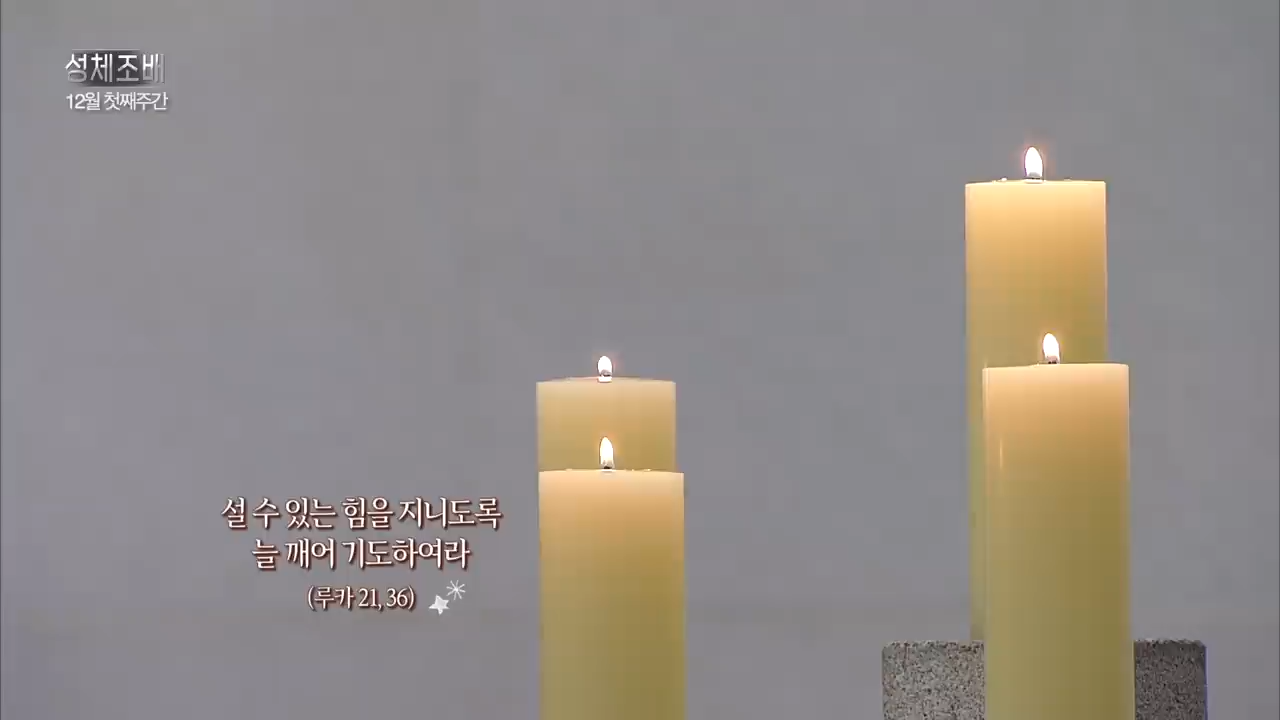 성체조배
12월 첫째주간
설 수 있는 힘을 지니도록
늘 깨어 기도하여라
(루카 21, 36)